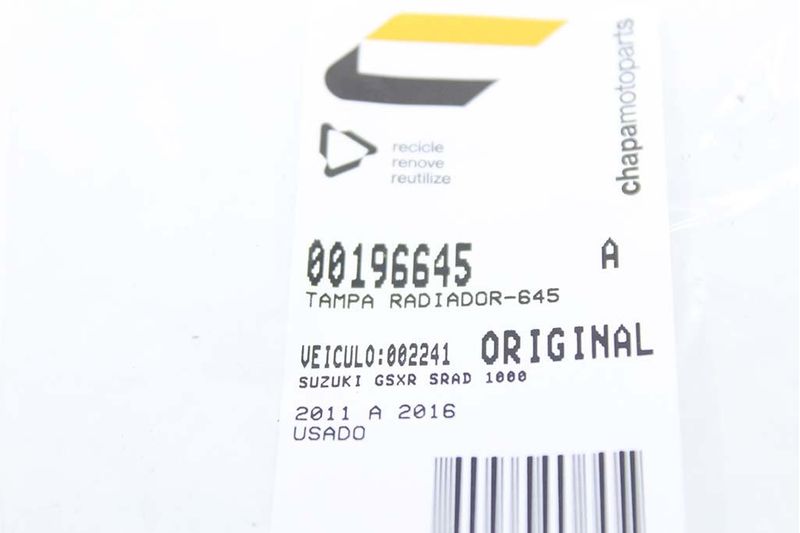 chapamotoparts
recicle
renove
reutilize
00196645 A
TAMPA RADIADOR-645
VEICULO:002241 ORIGINAL
SUZUKI GSXR SRAD 1000
2011 A 2016
USADO